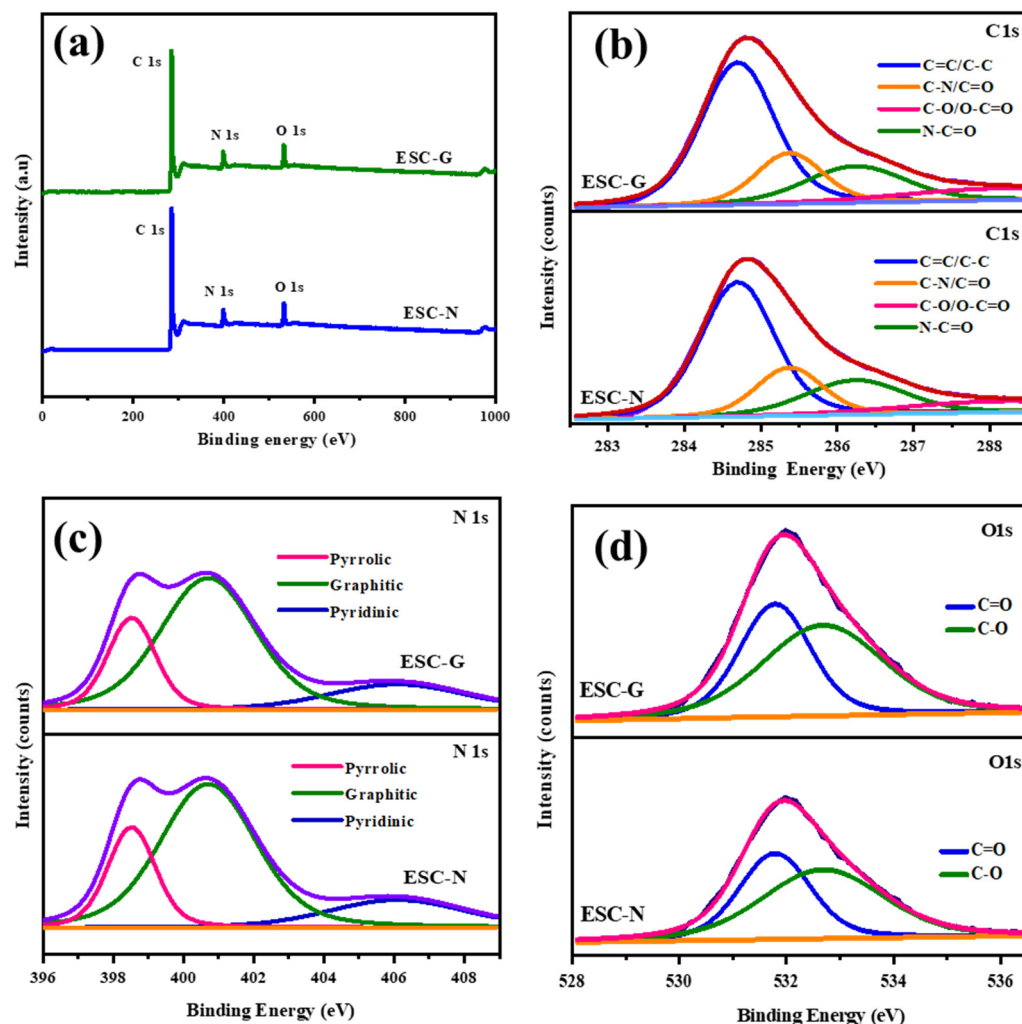 (a)
C 1s
N 1s
O 1s
ESC-G
C 1s
N 1s
O 1s
ESC-N
Intensity (a.u)
0 200 400 600 800 1000
Binding energy (eV)
(b)
C1s
C=C/C-C
C-N/C=O
C-O/O-C=O
N-C=O
ESC-G
C1s
C=C/C-C
C-N/C=O
C-O/O-C=O
N-C=O
ESC-N
Intensity (counts)
283 284 285 286 287 288
Binding Energy (eV)
(c)
N 1s
Pyrrolic
Graphitic
Pyridinic
ESC-G
N 1s
Pyrrolic
Graphitic
Pyridinic
ESC-N
Intensity (counts)
396 398 400 402 404 406 408
Binding Energy (eV)
(d)
O1s
C=O
C-O
ESC-G
O1s
C=O
C-O
ESC-N
Intensity (counts)
528 530 532 534 536
Binding Energy (eV)